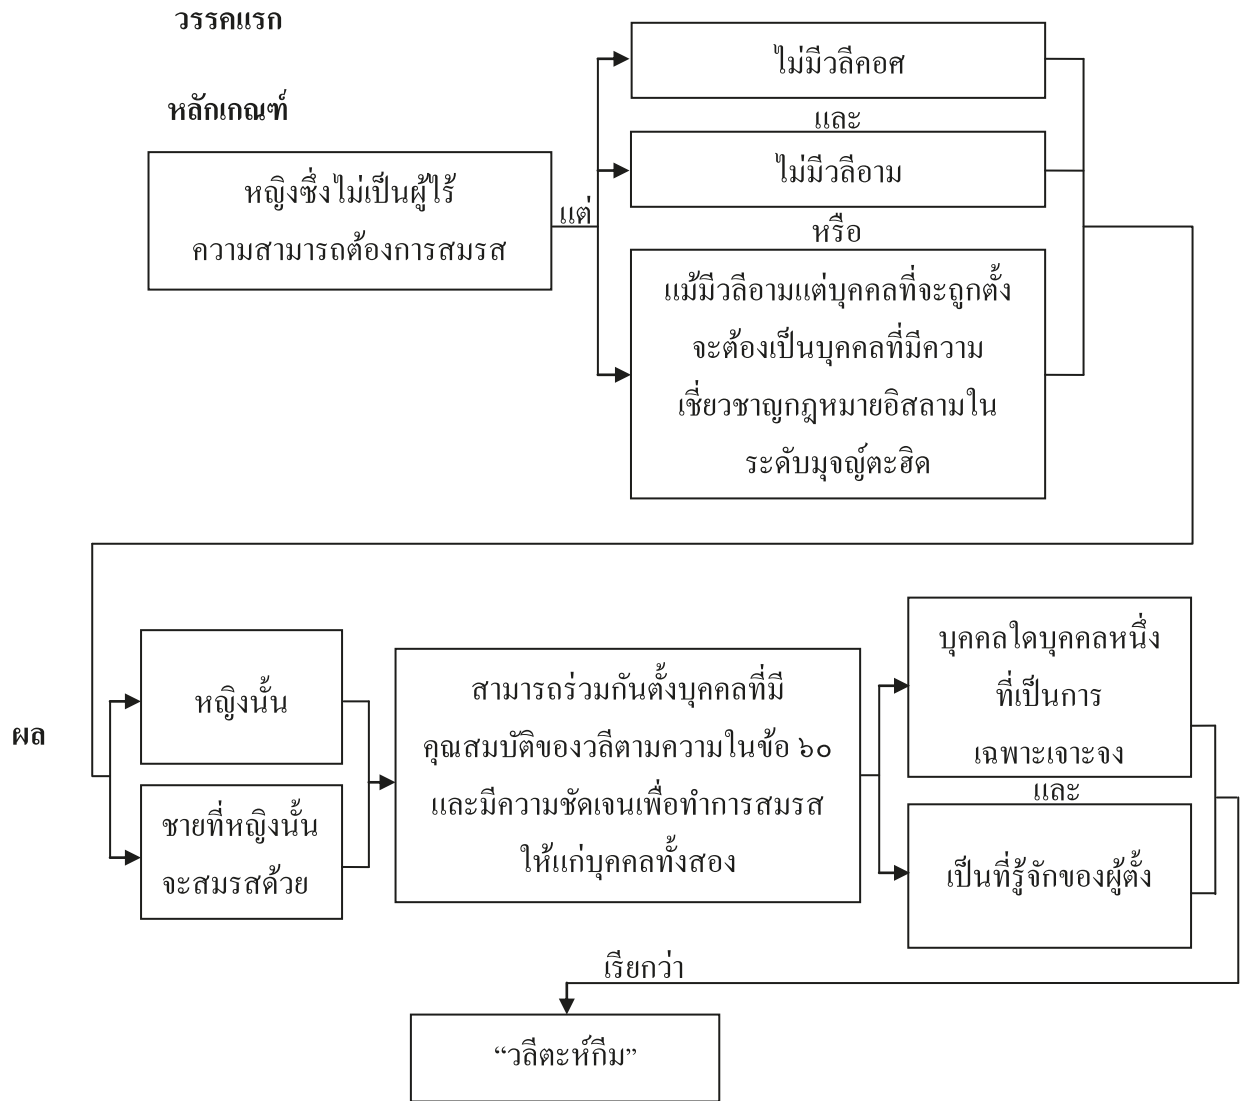 วรรคแรก
หลักเกณฑ์
หญิงซึ่งไม่เป็นผู้ไร้
ความสามารถต้องการสมรส
แต่
ไม่มีวลีคอศ
และ
ไม่มีวลีอาม
หรือ
แม้มีวลีอามแต่บุคคลที่จะถูกตั้ง
จะต้องเป็นบุคคลที่มีความ
เชี่ยวชาญกฎหมายอิสลามใน
ระดับมุจญ์ตะฮิด
ผล
หญิงนั้น
ชายที่หญิงนั้น
จะสมรสด้วย
สามารถร่วมกันตั้งบุคคลที่มี
คุณสมบัติของวลีตามความในข้อ ๖๐
และมีความชัดเจนเพื่อทำการสมรส
ให้แก่บุคคลทั้งสอง
บุคคลใดบุคคลหนึ่ง
ที่เป็นการ
เฉพาะเจาะจง
และ
เป็นที่รู้จักของผู้ตั้ง
เรียกว่า
“วลีตะห์กีม”